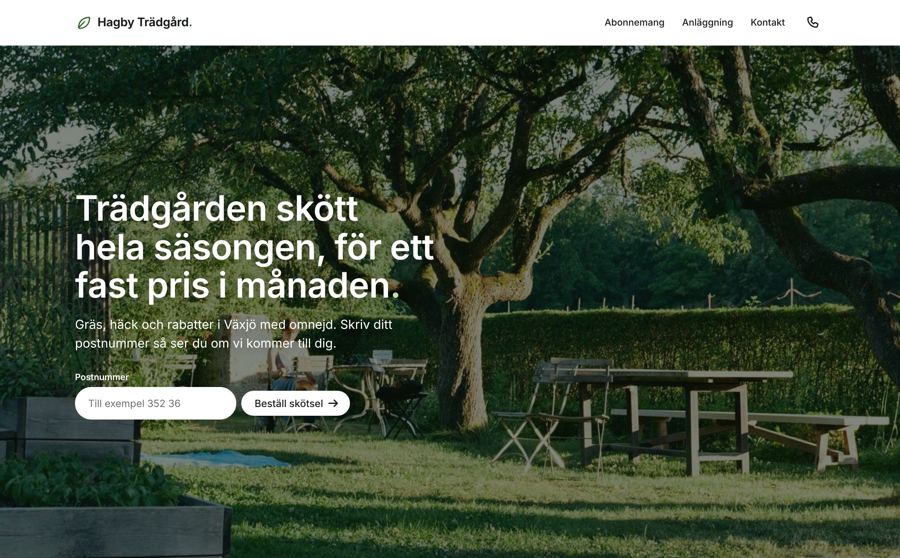 Hagby Trädgård.
Abonnemang
Anläggning
Kontakt
Trädgården skött
hela säsongen, för ett
fast pris i månaden.
Gräs, häck och rabatter i Växjö med omnejd. Skriv ditt
postnummer så ser du om vi kommer till dig.
Postnummer
Till exempel 352 36
Beställ skötsel →